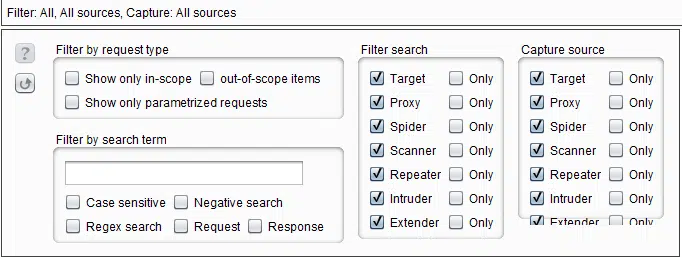 Filter: All, All sources, Capture: All sources
?
Filter by request type
Show only in-scope out-of-scope items
Show only parametrized requests
Filter by search term
Case sensitive Negative search
Regex search Request Response
Filter search
Target Only
Proxy Only
Spider Only
Scanner Only
Repeater Only
Intruder Only
Extender Only
Capture source
Target Only
Proxy Only
Spider Only
Scanner Only
Repeater Only
Intruder Only
Extender Only